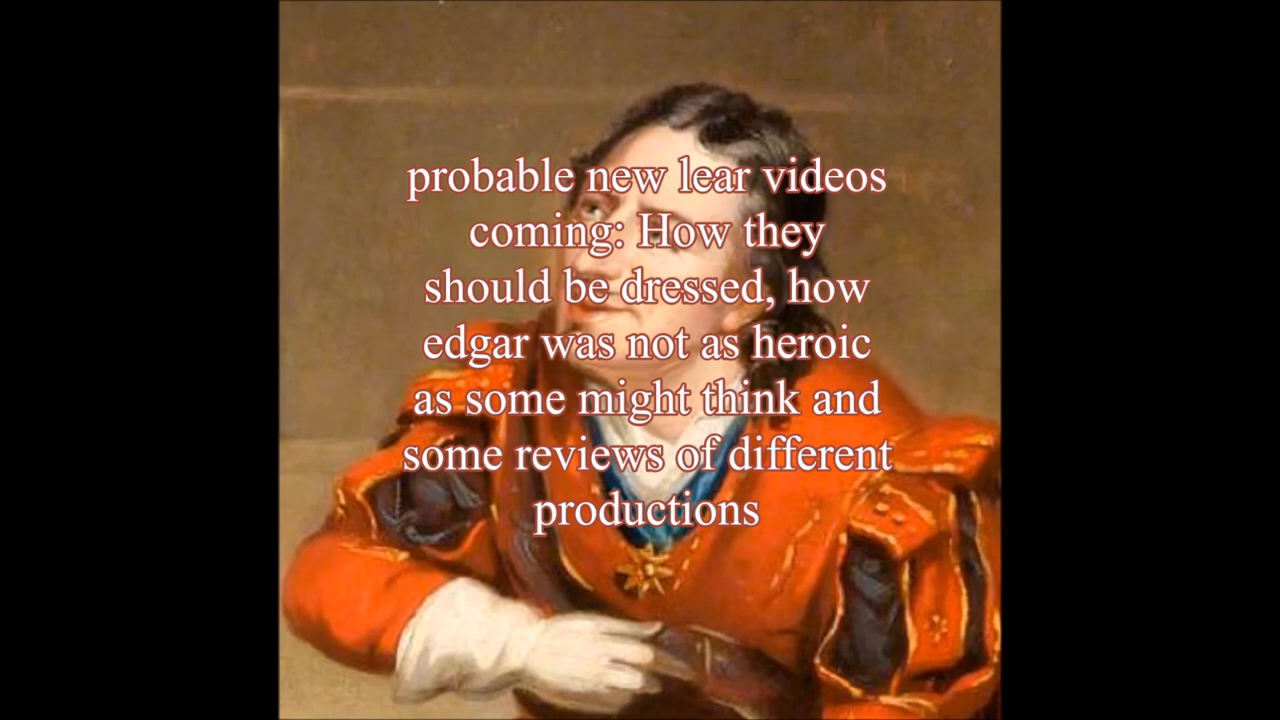 probable new lear videos
coming: How they
should be dressed, how
edgar was not as heroic
as some might think and
some reviews of different
productions